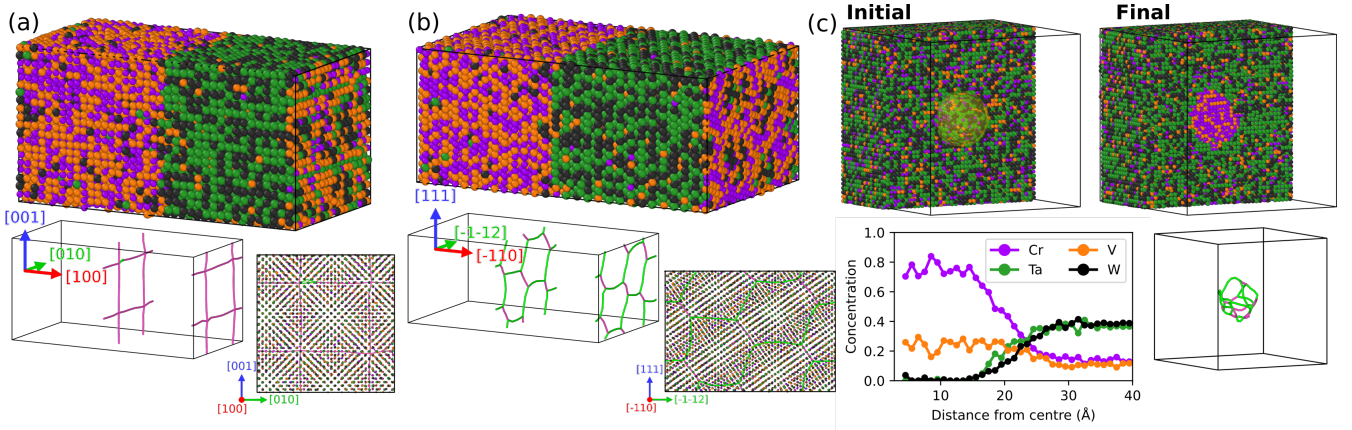 (a)
[001]
[010]
[100]
[001]
[010]
[100]
(b)
[111]
[-1-12]
[-110]
[111]
[-1-12]
[-110]
(c)
Initial
Final
Concentration
1.0
0.8
0.6
0.4
0.2
0.0
Cr
V
Ta
W
10
20
30
40
Distance from centre (Å)